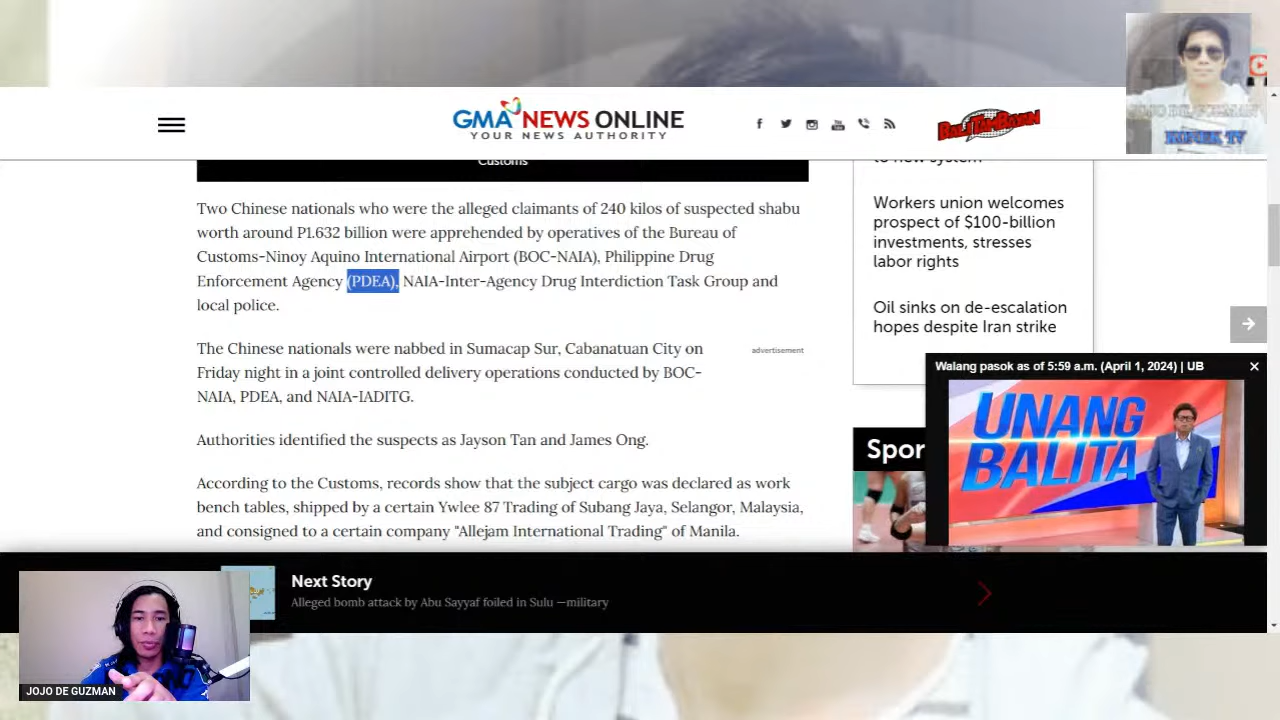 GMA NEWS ONLINE
YOUR NEWS AUTHORITY
BALITAMBAYAN
Customs
Two Chinese nationals who were the alleged claimants of 240 kilos of suspected shabu
worth around P1.632 billion were apprehended by operatives of the Bureau of
Customs-Ninoy Aquino International Airport (BOC-NAIA), Philippine Drug
Enforcement Agency (PDEA), NAIA-Inter-Agency Drug Interdiction Task Group and
local police.
The Chinese nationals were nabbed in Sumacap Sur, Cabanatuan City on
Friday night in a joint controlled delivery operations conducted by BOC-
NAIA, PDEA, and NAIA-IADITG.
advertisement
Authorities identified the suspects as Jayson Tan and James Ong.
According to the Customs, records show that the subject cargo was declared as work
bench tables, shipped by a certain Ywlee 87 Trading of Subang Jaya, Selangor, Malaysia,
and consigned to a certain company "Allejam International Trading" of Manila.
to new system
Workers union welcomes
prospect of $100-billion
investments, stresses
labor rights
Oil sinks on de-escalation
hopes despite Iran strike
Walang pasok as of 5:59 a.m. (April 1, 2024) | UB
UNANG
BALITA
Spor
Next Story
Alleged bomb attack by Abu Sayyaf foiled in Sulu —military
JOJO DE GUZMAN